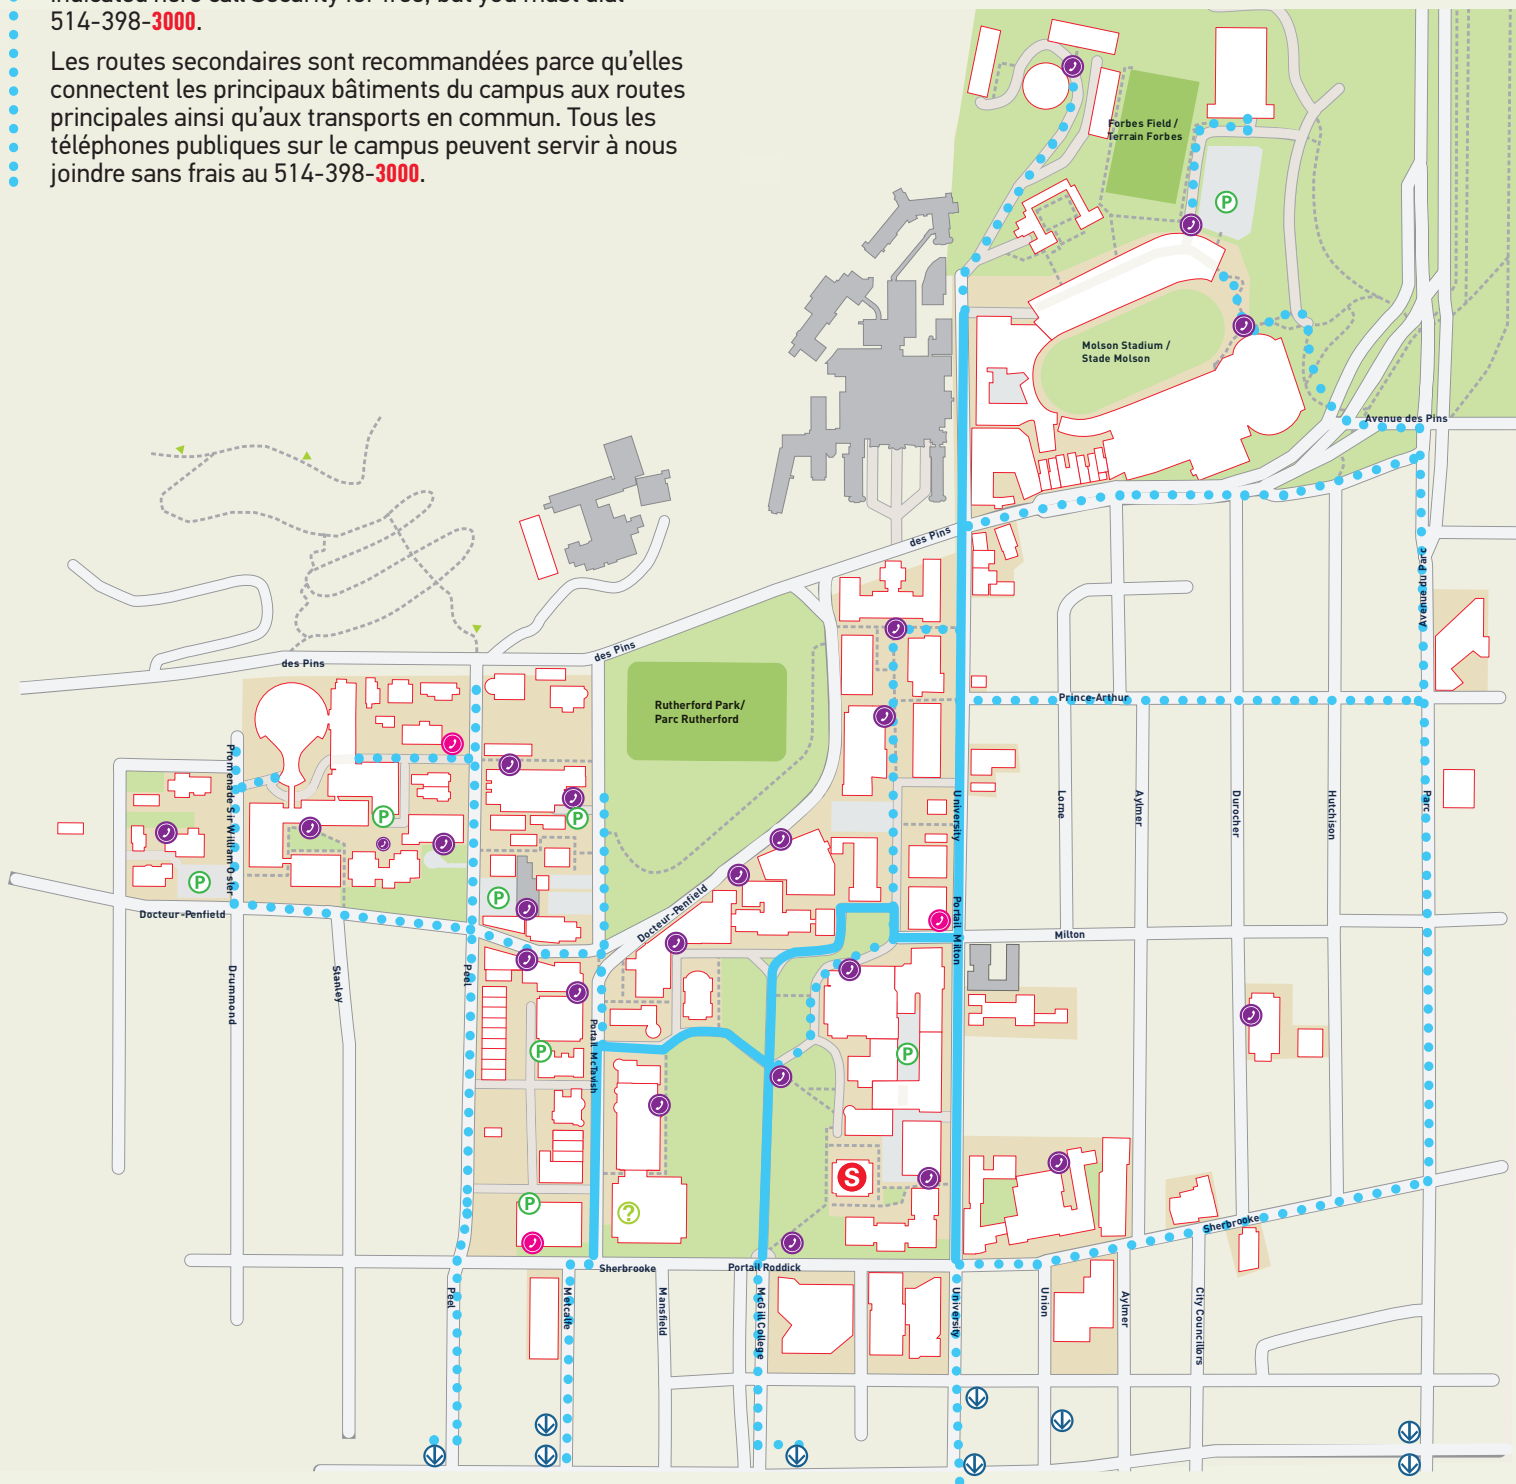 514-398-3000.
Les routes secondaires sont recommandées parce qu'elles
connectent les principaux bâtiments du campus aux routes
principales ainsi qu'aux transports en commun. Tous les
téléphones publiques sur le campus peuvent servir à nous
joindre sans frais au 514-398-3000.
Forbes Field /
Terrain Forbes
P
Molson Stadium /
Stade Molson
Avenue des Pins
des Pins
Avenue du Parc
des Pins
des Pins
Rutherford Park/
Parc Rutherford
Prince-Arthur
Promenade Sir William Osler
P
P
P
P
University
Lorne
Aylmer
Durocher
Hutchison
Parc
Docteur-Penfield
Docteur-Penfield
Portail Milton
Milton
Drummond
Stanley
Peel
Portail McTavish
P
P
S
P
?
Sherbrooke
Sherbrooke
Portail Roddick
Peel
Metcalfe
Mansfield
McGill College
University
Union
Aylmer
City Councillors